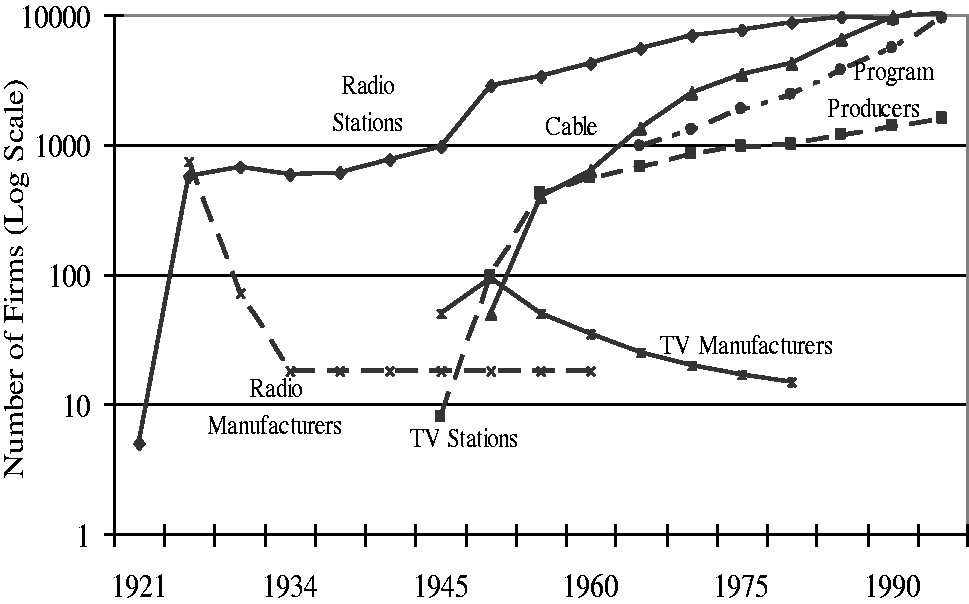 Number of Firms (Log Scale)
10000
1000
100
10
1
Radio
Stations
Cable
Program
Producers
TV Manufacturers
Radio
Manufacturers
TV Stations
1921
1934
1945
1960
1975
1990